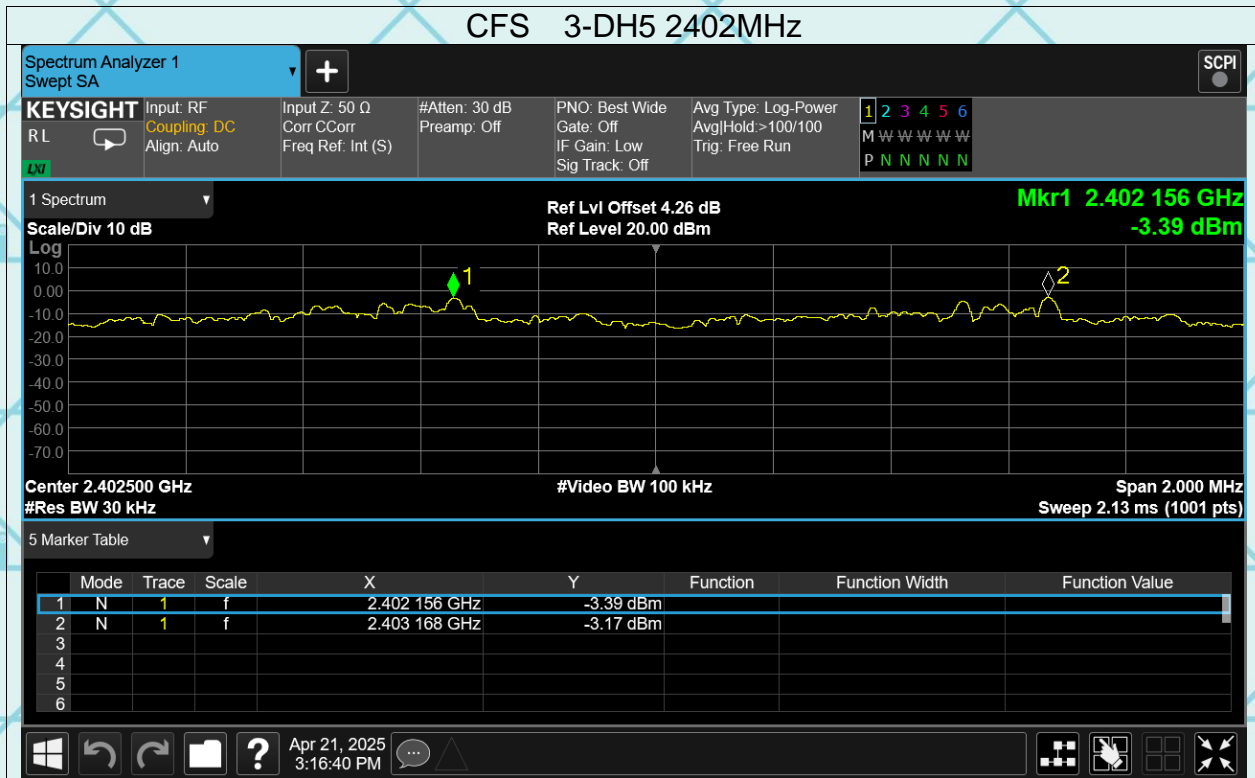 CFS 3-DH5 2402MHz
Spectrum Analyzer 1
Swept SA
+
SCPI
KEYSIGHT
RL
LXI
Input: RF
Coupling: DC
Align: Auto
Input Z: 50 Ω
Corr CCorr
Freq Ref: Int (S)
#Atten: 30 dB
Preamp: Off
PNO: Best Wide
Gate: Off
IF Gain: Low
Sig Track: Off
Avg Type: Log-Power
Avg|Hold:>100/100
Trig: Free Run
1 2 3 4 5 6
M W W W W W
P N N N N N
1 Spectrum
Scale/Div 10 dB
Ref Lvl Offset 4.26 dB
Ref Level 20.00 dBm
Mkr1 2.402 156 GHz
-3.39 dBm
Log
10.0
0.00
-10.0
-20.0
-30.0
-40.0
-50.0
-60.0
-70.0
1
2
Center 2.402500 GHz
#Res BW 30 kHz
#Video BW 100 kHz
Span 2.000 MHz
Sweep 2.13 ms (1001 pts)
5 Marker Table
Mode Trace Scale X Y Function Function Width Function Value
1 N 1 f 2.402 156 GHz -3.39 dBm
2 N 1 f 2.403 168 GHz -3.17 dBm
3
4
5
6
?
Apr 21, 2025
3:16:40 PM